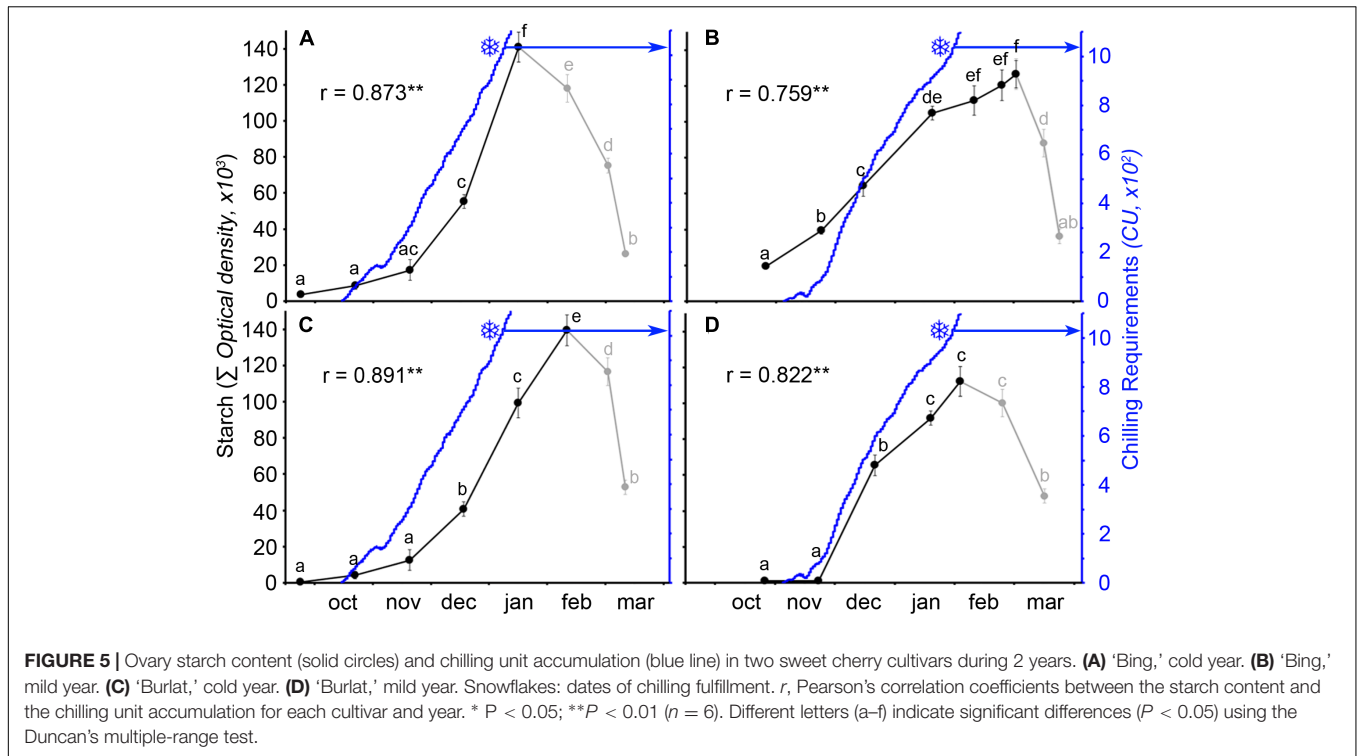 A
B
140
120
100
80
60
40
20
0
r = 0.873**
a
a
ac
c
f
e
d
b
r = 0.759**
a
b
c
de
ef
ef
f
d
ab
10
8
6
4
2
0
Starch (∑ Optical density, x10³)
Chilling Requirements (CU, x10²)
C
D
140
120
100
80
60
40
20
0
r = 0.891**
a
a
a
b
c
e
d
b
r = 0.822**
a
a
b
c
c
c
b
10
8
6
4
2
0
oct nov dec jan feb mar
oct nov dec jan feb mar
FIGURE 5 | Ovary starch content (solid circles) and chilling unit accumulation (blue line) in two sweet cherry cultivars during 2 years. (A) ‘Bing,’ cold year. (B) ‘Bing,’
mild year. (C) ‘Burlat,’ cold year. (D) ‘Burlat,’ mild year. Snowflakes: dates of chilling fulfillment. r, Pearson’s correlation coefficients between the starch content and
the chilling unit accumulation for each cultivar and year. * P < 0.05; **P < 0.01 (n = 6). Different letters (a–f) indicate significant differences (P < 0.05) using the
Duncan’s multiple-range test.